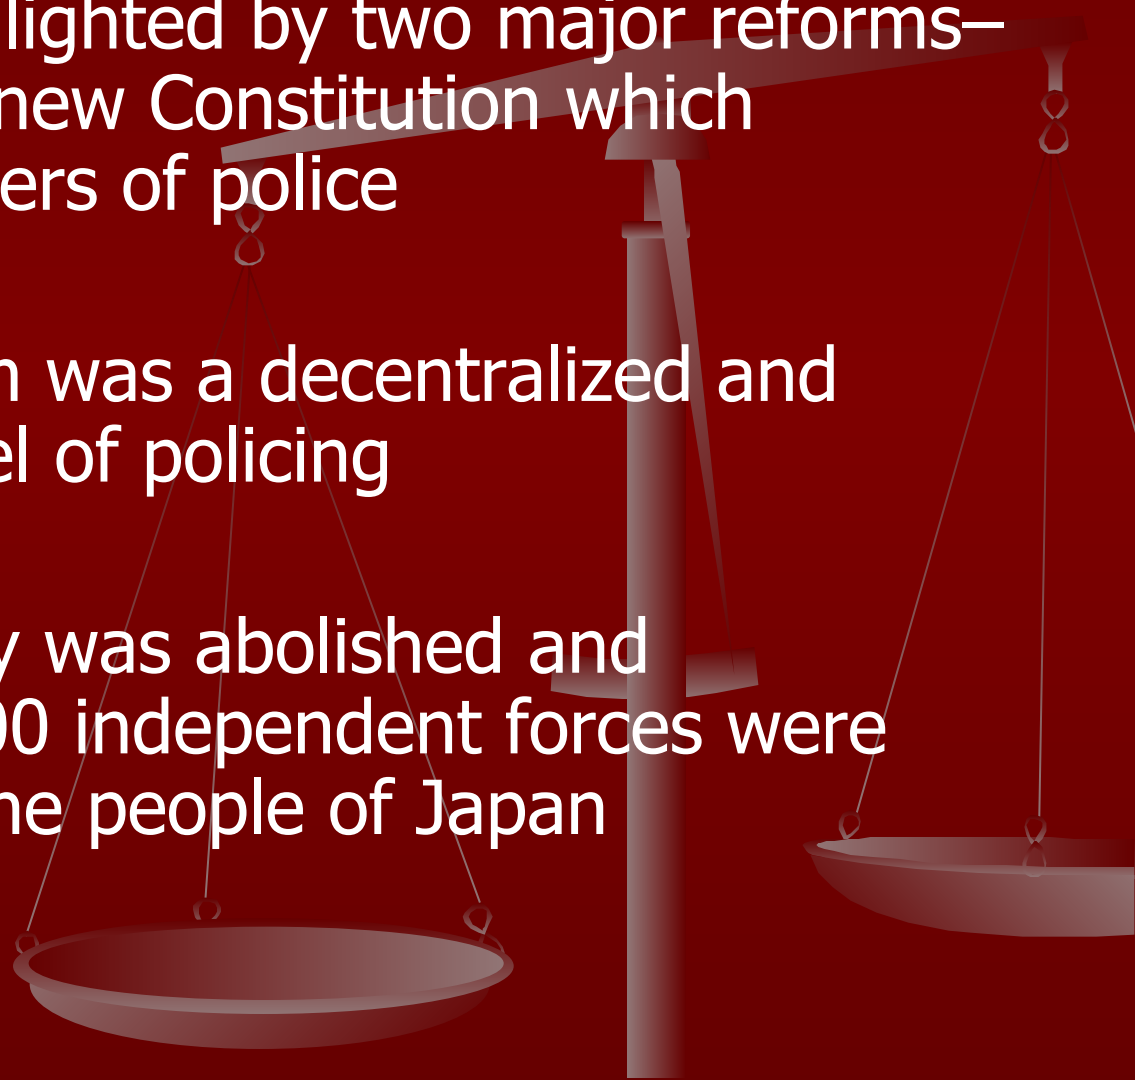 lighted by two major reforms–
new Constitution which
ers of police
was a decentralized and
el of policing
y was abolished and
00 independent forces were
he people of Japan